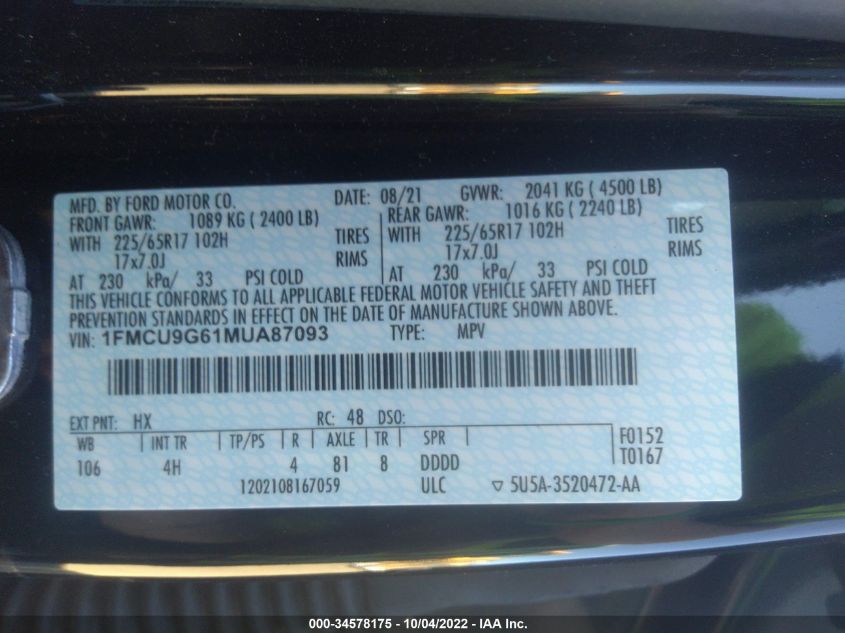 MFD. BY FORD MOTOR CO. DATE: 08/21 GVWR: 2041 KG ( 4500 LB)
FRONT GAWR: 1089 KG ( 2400 LB) REAR GAWR: 1016 KG ( 2240 LB)
WITH 225/65R17 102H TIRES WITH 225/65R17 102H TIRES
17x7.0J RIMS 17x7.0J RIMS
AT 230 kPa/ 33 PSI COLD AT 230 kPa/ 33 PSI COLD
THIS VEHICLE CONFORMS TO ALL APPLICABLE FEDERAL MOTOR VEHICLE SAFETY AND THEFT
PREVENTION STANDARDS IN EFFECT ON THE DATE OF MANUFACTURE SHOWN ABOVE.
VIN: 1FMCU9G61MUA87093 TYPE: MPV
EXT PNT: HX RC: 48 DSO:
WB INT TR TP/PS R AXLE TR SPR F0152
106 4H 4 81 8 DDDD T0167
1202108167059 ULC ▽ 5U5A-3520472-AA
000-34578175 - 10/04/2022 - IAA Inc.